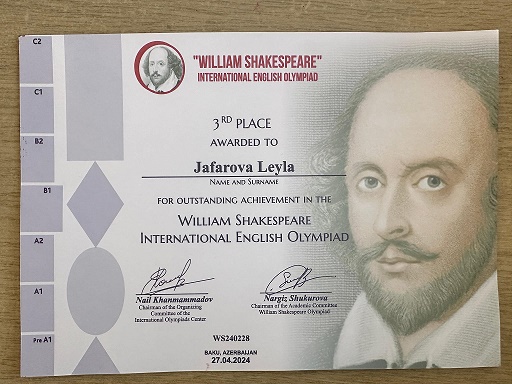 C2
C1
B2
B1
A2
A1
Pre A1
"WILLIAM SHAKESPEARE"
INTERNATIONAL ENGLISH OLYMPIAD
3RD PLACE
AWARDED TO
Jafarova Leyla
NAME AND SURNAME
FOR OUTSTANDING ACHIEVEMENT IN THE
WILLIAM SHAKESPEARE
INTERNATIONAL ENGLISH OLYMPIAD
Nail Khanmammadov
Chairman of the Organizing
Committee of the
International Olympiads Center
Nargiz Shukurova
Chairman of the Academic Committee
William Shakespeare Olympiad
WS240228
BAKU, AZERBAIJAN
27.04.2024